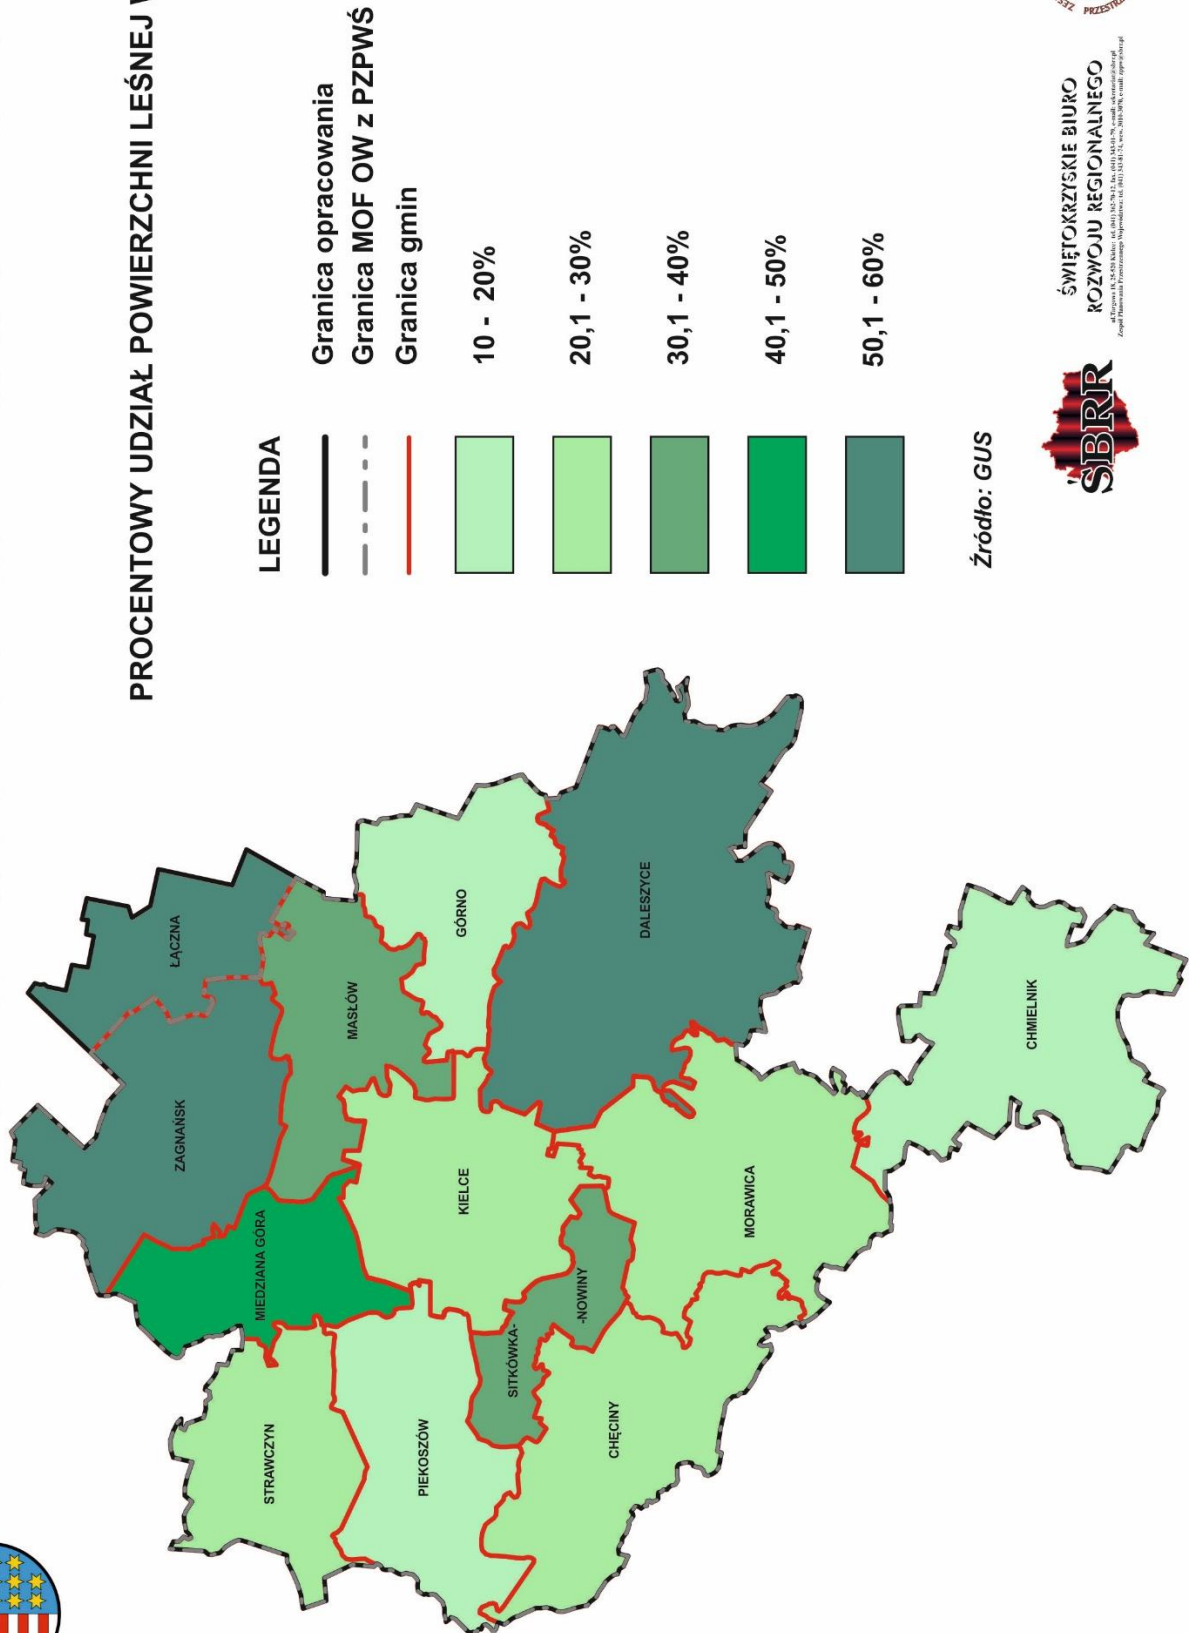 PROCENTOWY UDZIAŁ POWIERZCHNI LEŚNEJ
LEGENDA
Granica opracowania
Granica MOF OW z PZPWŚ
Granica gmin
10 - 20%
20,1 - 30%
30,1 - 40%
40,1 - 50%
50,1 - 60%
Źródło: GUS
ŁĄCZNA
ZAGNAŃSK
MASŁÓW
MIEDZIANA GÓRA
STRAWCZYN
GÓRNO
KIELCE
PIEKOSZÓW
SITKÓWKA-
-NOWINY
DALESZYCE
CHĘCINY
MORAWICA
CHMIELNIK
ŚBRR
ŚWIĘTOKRZYSKIE BIURO
ROZWOJU REGIONALNEGO